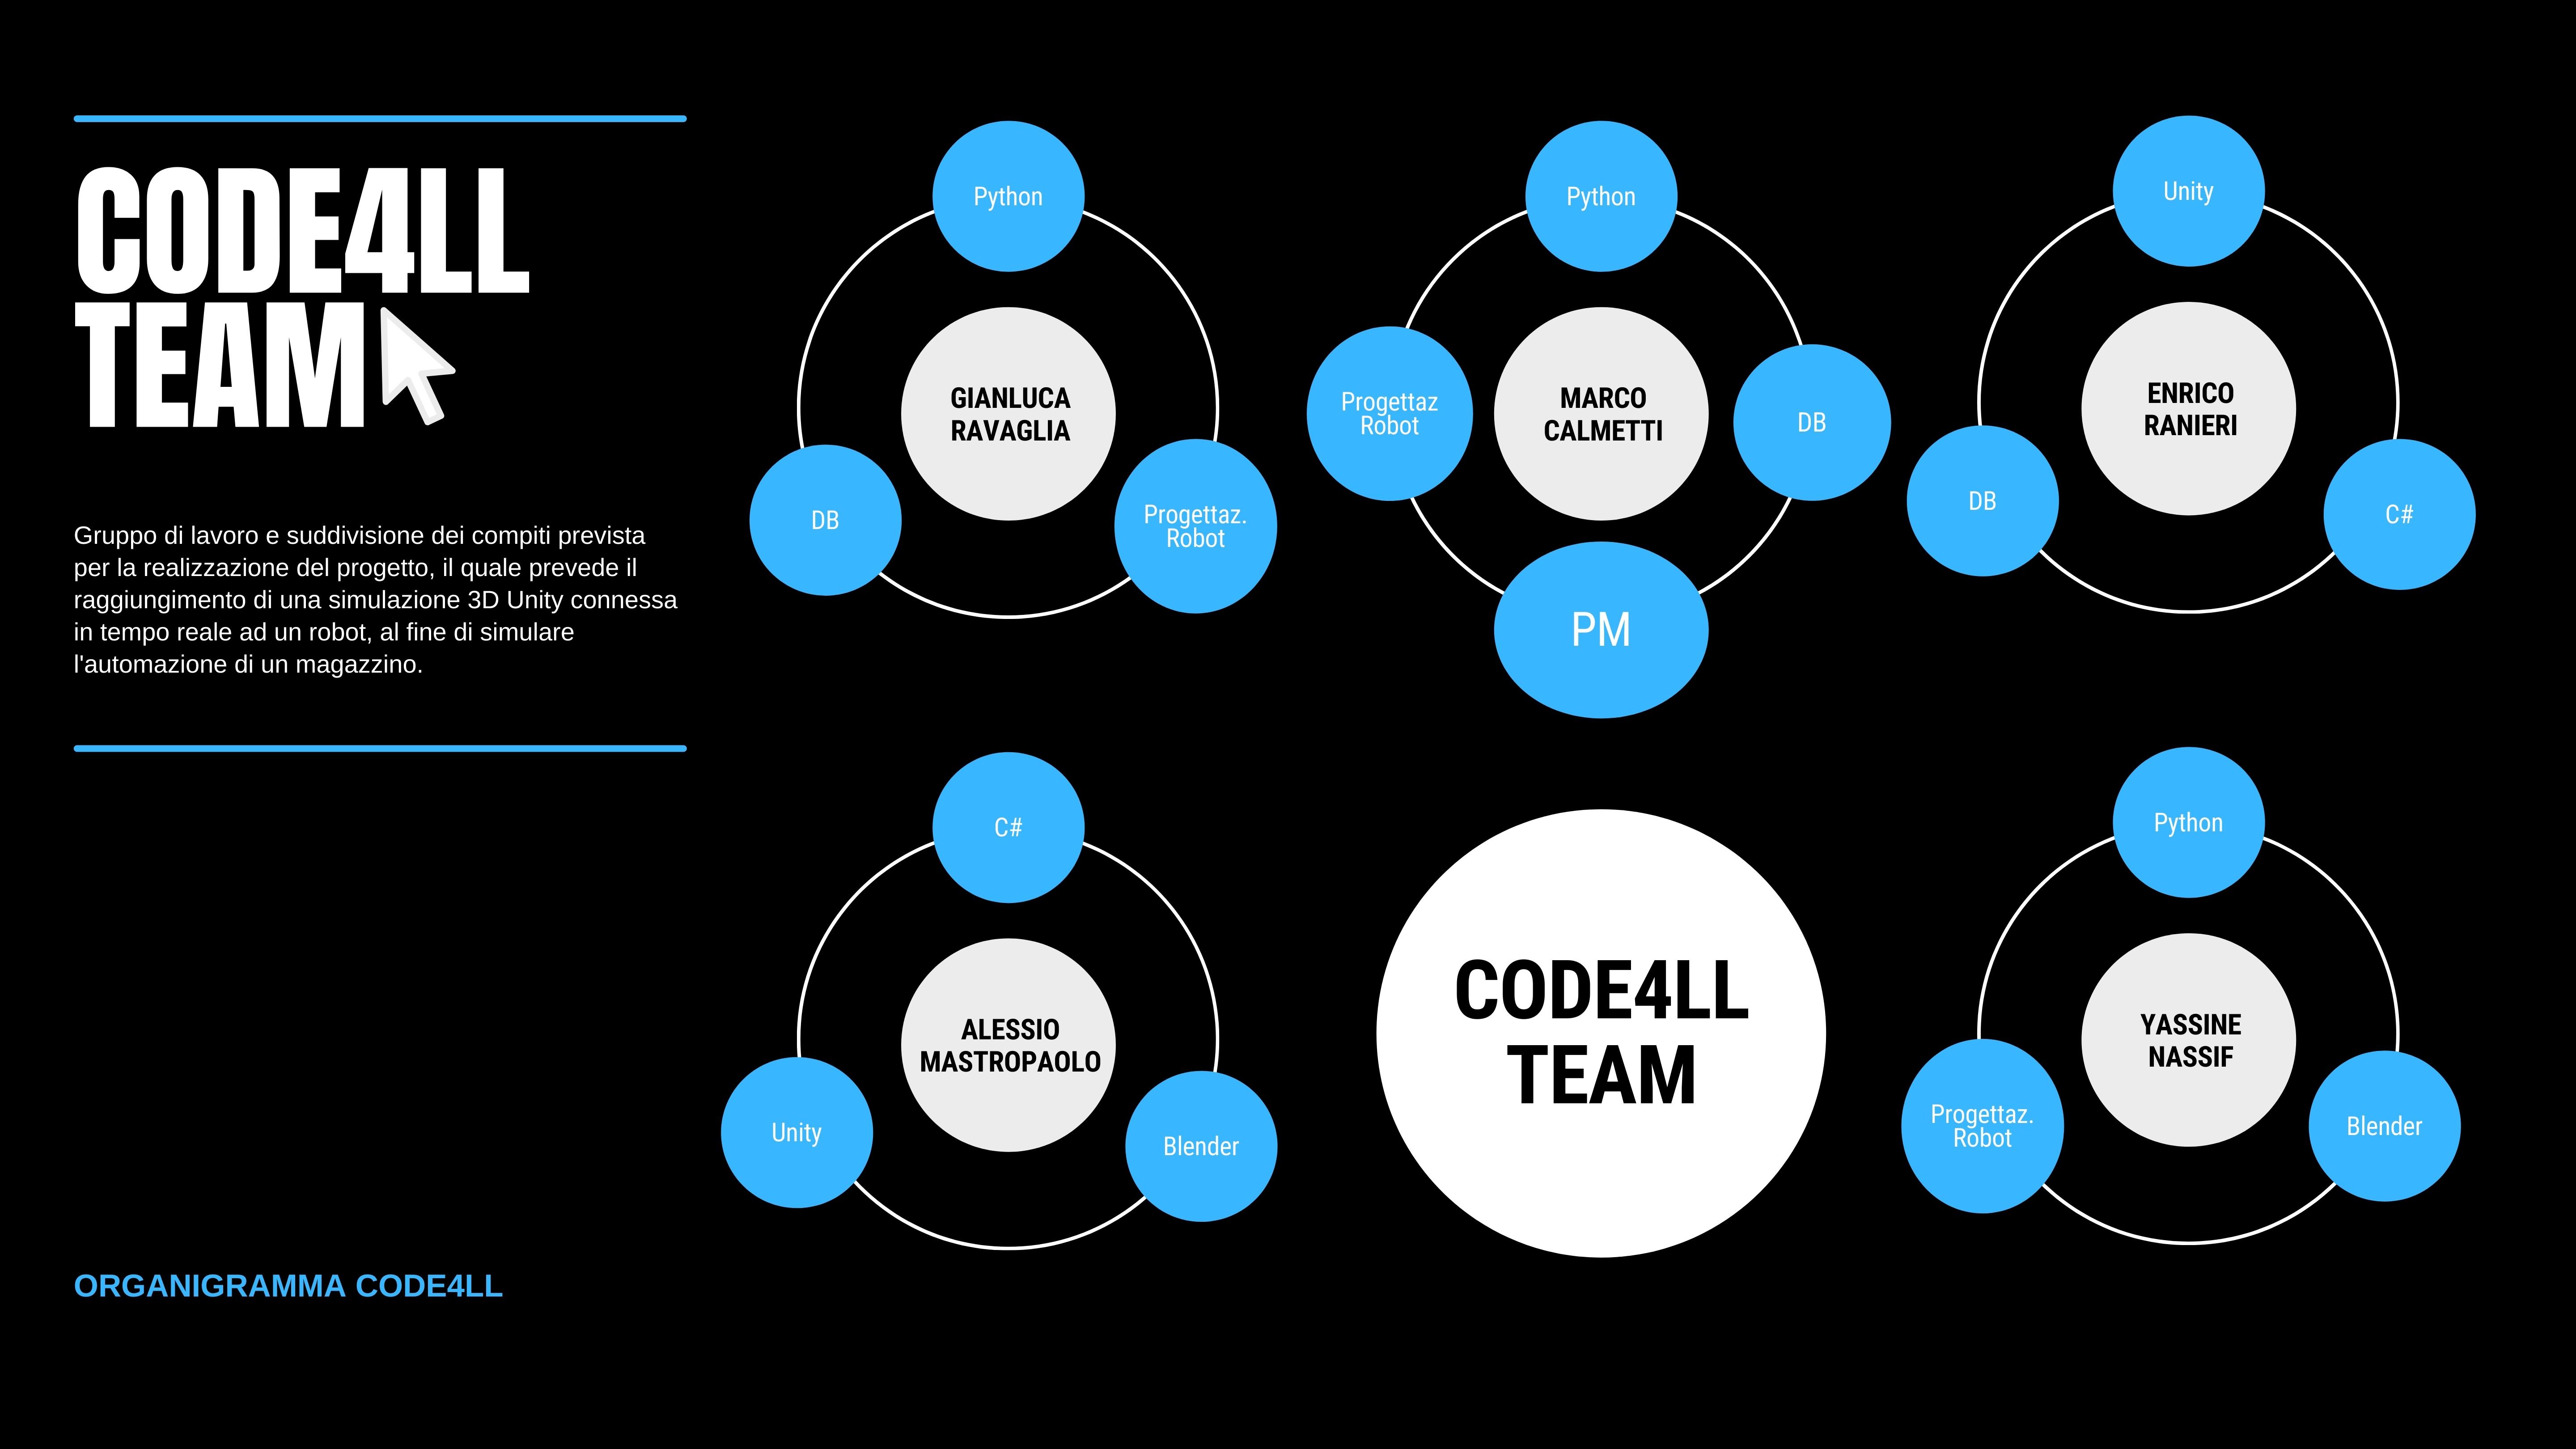 CODE4LL
TEAM
Gruppo di lavoro e suddivisione dei compiti prevista
per la realizzazione del progetto, il quale prevede il
raggiungimento di una simulazione 3D Unity connessa
in tempo reale ad un robot, al fine di simulare
l'automazione di un magazzino.
ORGANIGRAMMA CODE4LL
Python
GIANLUCA
RAVAGLIA
DB
Progettaz.
Robot
Python
Progettaz
Robot
MARCO
CALMETTI
DB
PM
Unity
ENRICO
RANIERI
DB
C#
C#
ALESSIO
MASTROPAOLO
Unity
Blender
CODE4LL
TEAM
Python
YASSINE
NASSIF
Progettaz.
Robot
Blender